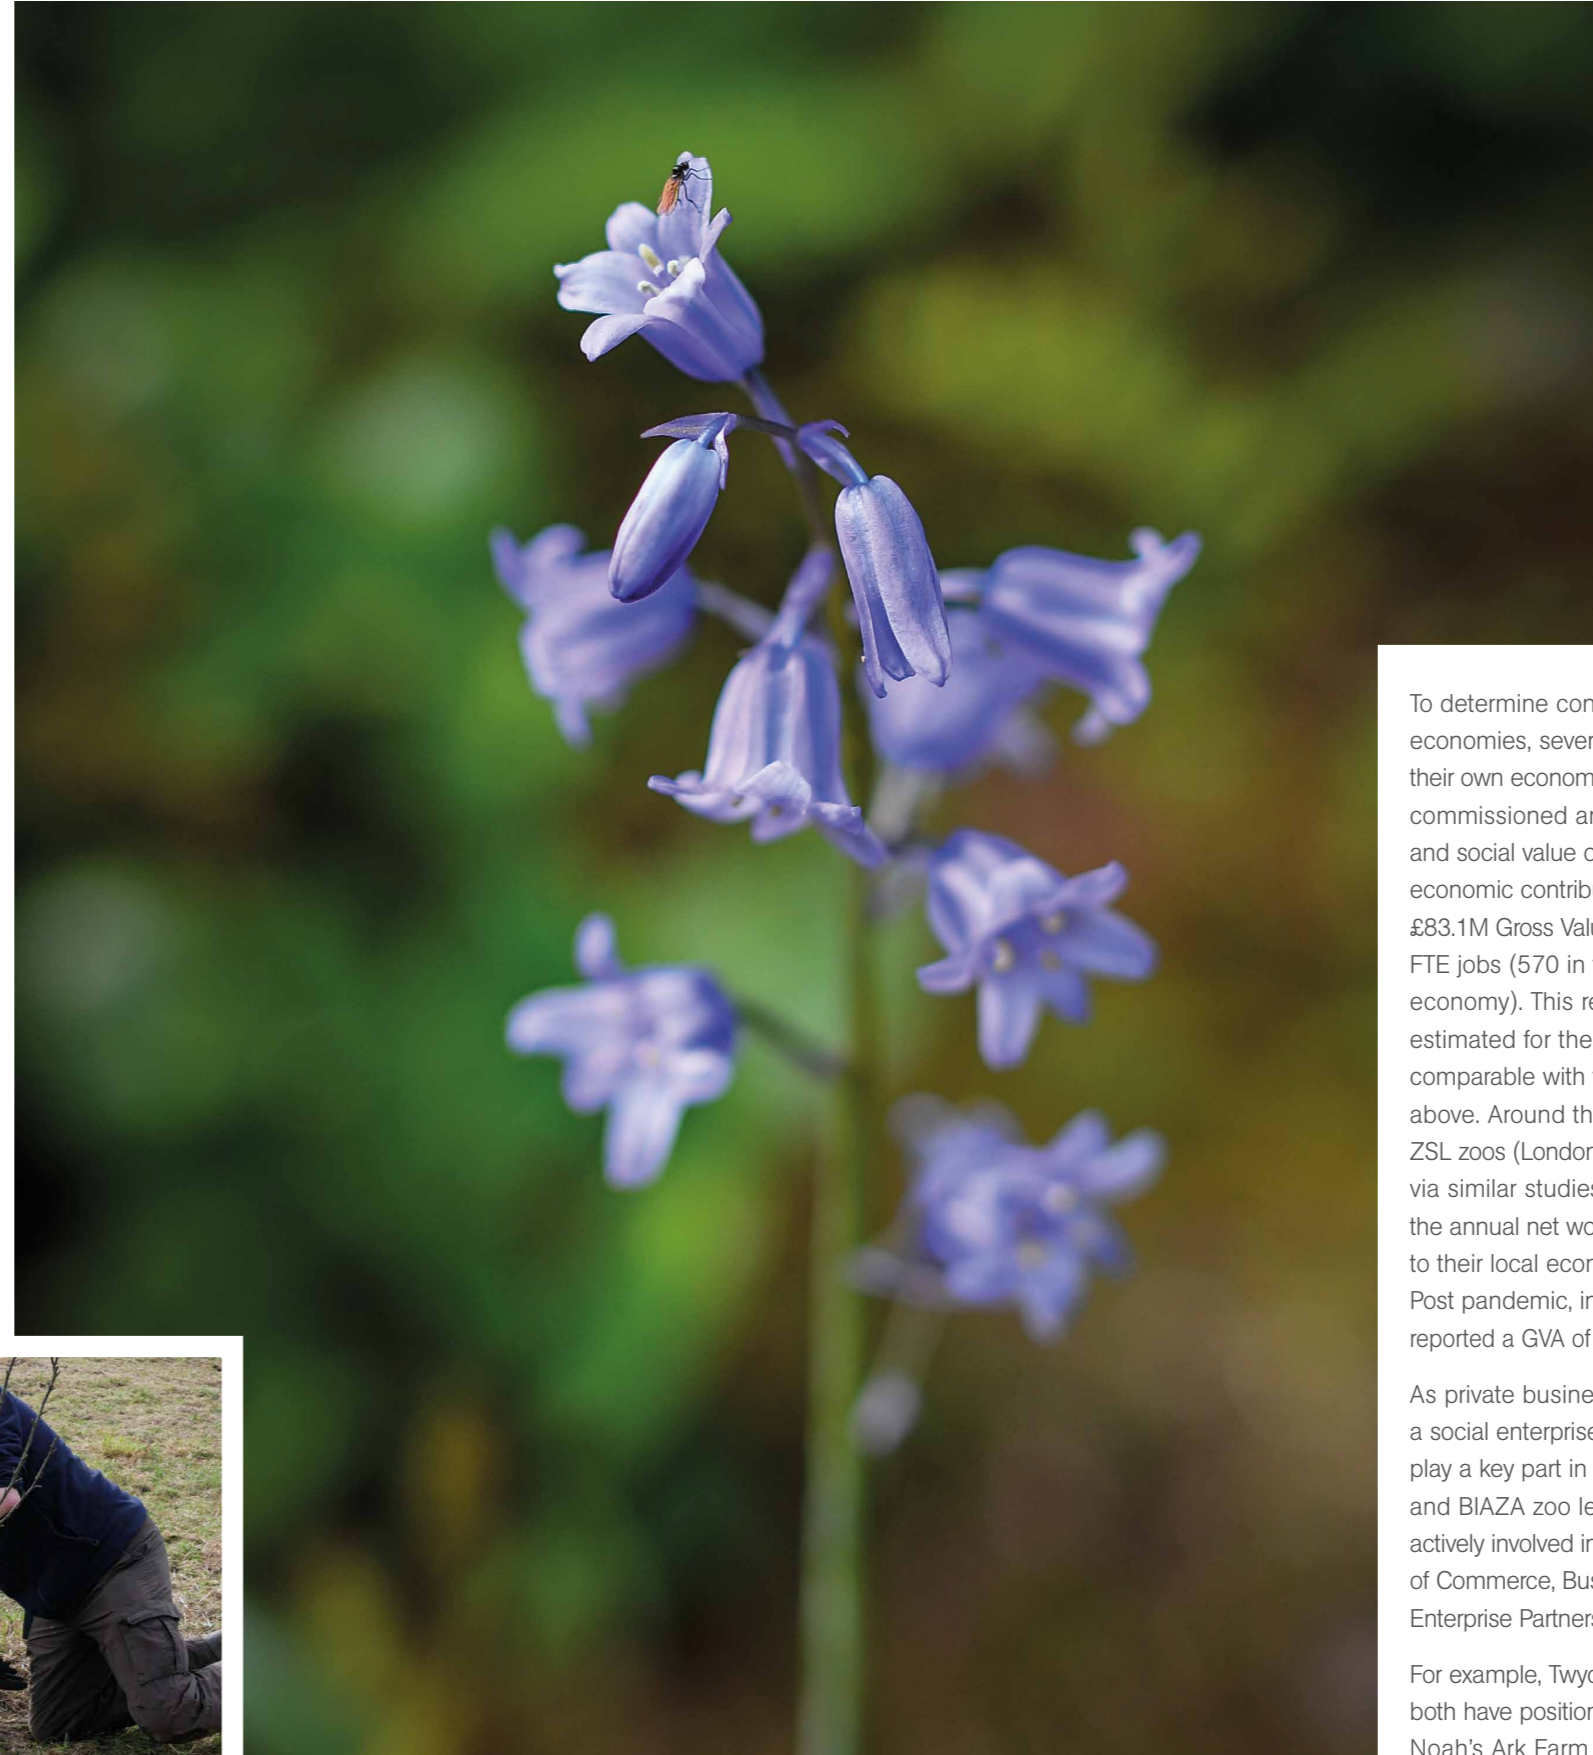 To determine con
economies, sever
their own econom
commissioned ar
and social value o
economic contrib
£83.1M Gross Val
FTE jobs (570 in
economy). This re
estimated for the
comparable with
above. Around th
ZSL zoos (London
via similar studies
the annual net wo
to their local econ
Post pandemic, in
reported a GVA of
As private busine
a social enterprise
play a key part in
and BIAZA zoo le
actively involved in
of Commerce, Bus
Enterprise Partners
For example, Twyc
both have position
Noah's Ark Farm